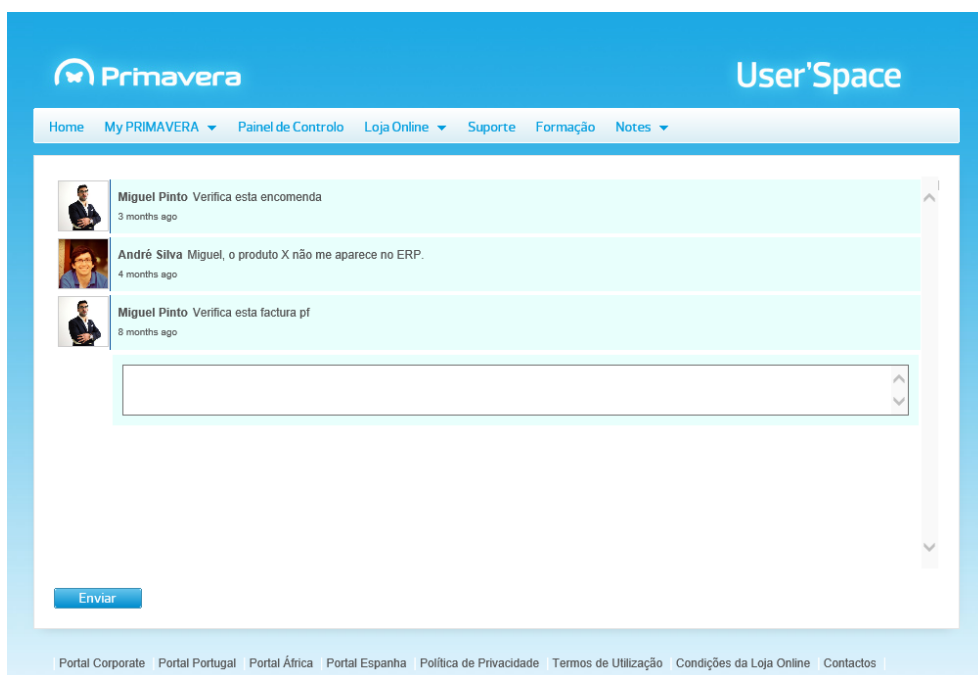 Primavera
User'Space
Home My PRIMAVERA Painel de Controlo Loja Online Suporte Formação Notes
Miguel Pinto Verifica esta encomenda
3 months ago
André Silva Miguel, o produto X não me aparece no ERP.
4 months ago
Miguel Pinto Verifica esta factura pf
8 months ago
Enviar
Portal Corporate Portal Portugal Portal África Portal Espanha Política de Privacidade Termos de Utilização Condições da Loja Online Contactos